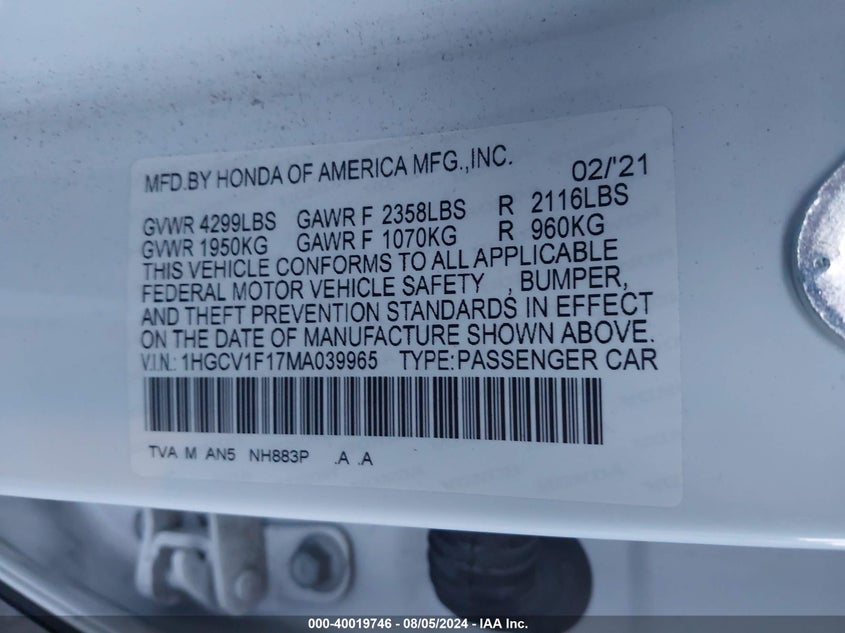 MFD.BY HONDA OF AMERICA MFG.,INC. 02/'21
GVWR 4299LBS GAWR F 2358LBS R 2116LBS
GVWR 1950KG GAWR F 1070KG R 960KG
THIS VEHICLE CONFORMS TO ALL APPLICABLE
FEDERAL MOTOR VEHICLE SAFETY , BUMPER,
AND THEFT PREVENTION STANDARDS IN EFFECT
ON THE DATE OF MANUFACTURE SHOWN ABOVE.
V.I.N.: 1HGCV1F17MA039965 TYPE:PASSENGER CAR
TVA M AN5 NH883P .A .A
000-40019746 - 08/05/2024 - IAA Inc.